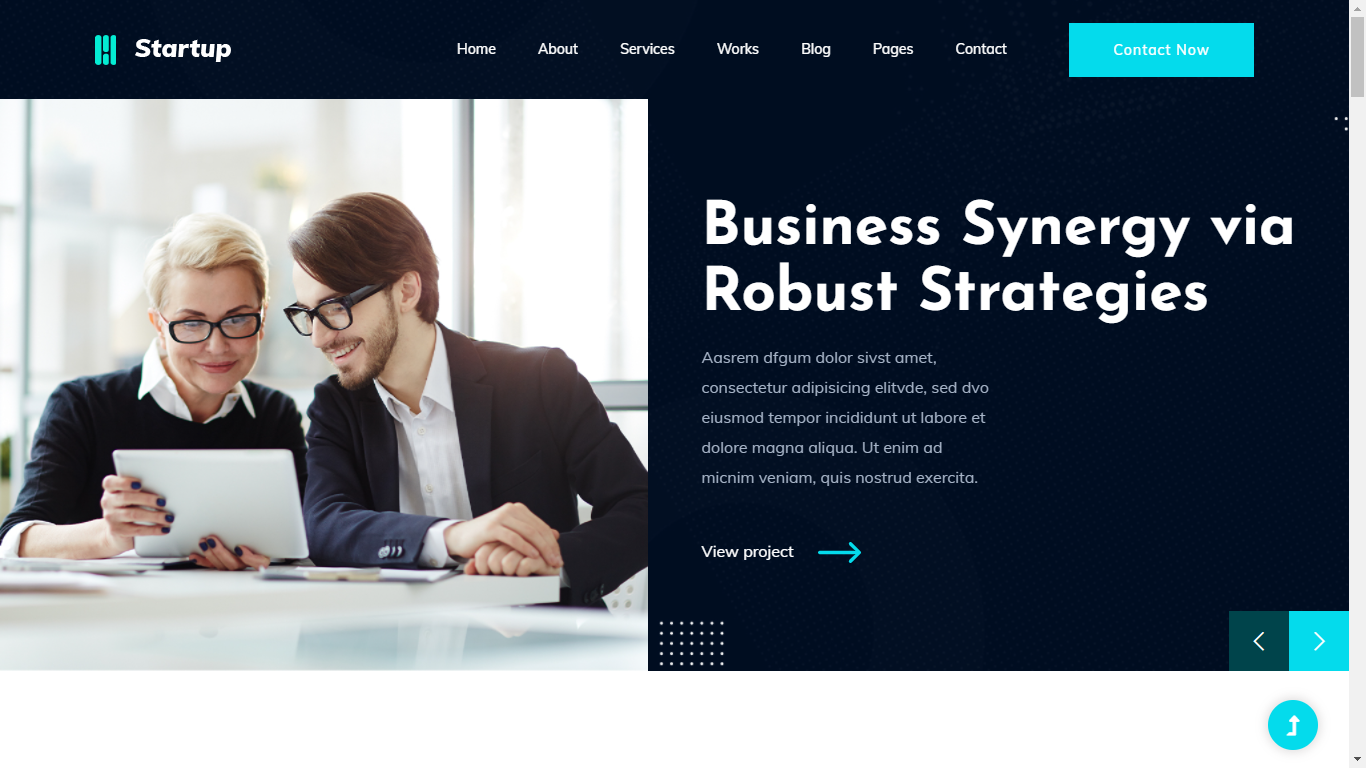 Startup
Home About Services Works Blog Pages Contact
Contact Now
Business Synergy via
Robust Strategies
Aasrem dfgum dolor sivst amet,
consectetur adipisicing elitvde, sed dvo
eiusmod tempor incididunt ut labore et
dolore magna aliqua. Ut enim ad
micnim veniam, quis nostrud exercita.
View project